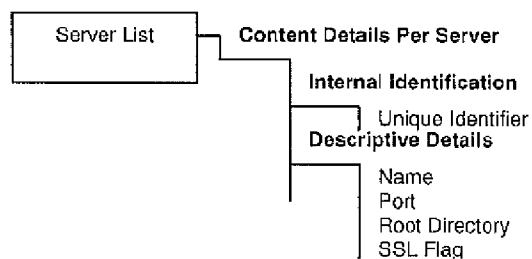 Server List
Content Details Per Server
Internal Identification
Unique Identifier
Descriptive Details
Name
Port
Root Directory
SSL Flag